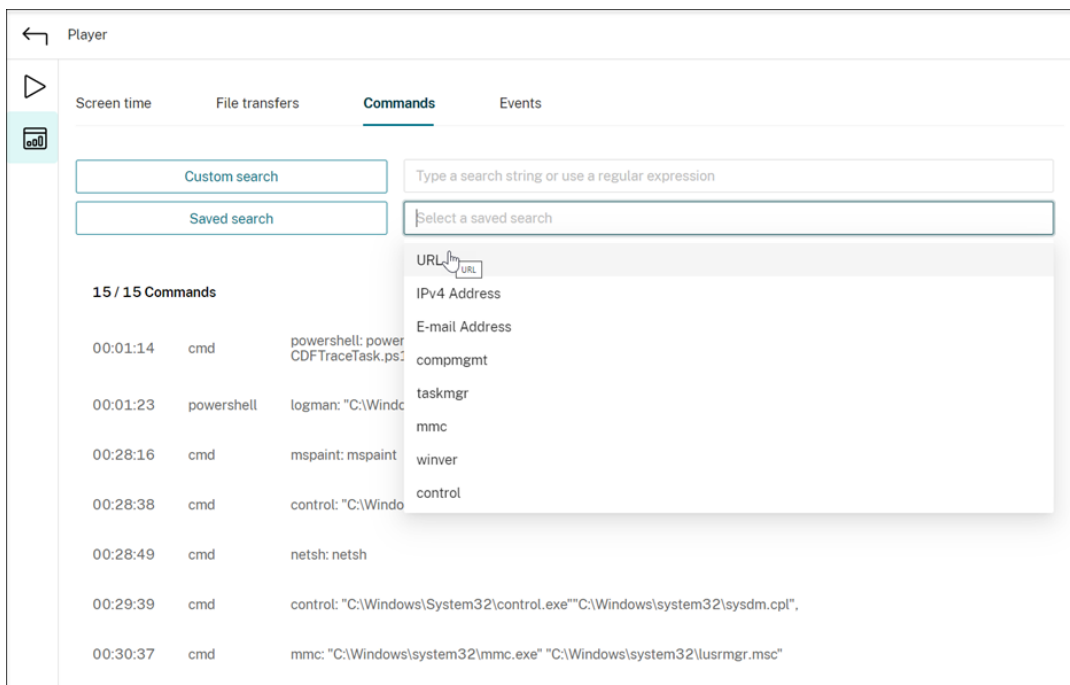 Player
Screen time File transfers Commands Events
Custom search Type a search string or use a regular expression
Saved search Select a saved search
URL URL
IPv4 Address
E-mail Address
compmgmt
taskmgr
mmc
winver
control
15 / 15 Commands
00:01:14 cmd powershell: power
CDFTraceTask.ps1
00:01:23 powershell logman: "C:\Windo
00:28:16 cmd mspaint: mspaint
00:28:38 cmd control: "C:\Windo
00:28:49 cmd netsh: netsh
00:29:39 cmd control: "C:\Windows\System32\control.exe""C:\Windows\system32\sysdm.cpl",
00:30:37 cmd mmc: "C:\Windows\system32\mmc.exe" "C:\Windows\system32\lusrmgr.msc"